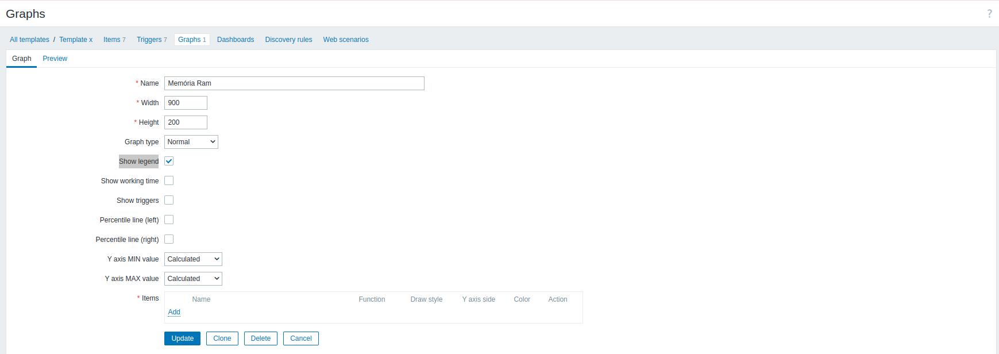 Graphs ?
All templates / Template x Items 7 Triggers 7 Graphs 1 Dashboards Discovery rules Web scenarios
Graph Preview
* Name Memória Ram
* Width 900
* Height 200
Graph type Normal
Show legend
Show working time
Show triggers
Percentile line (left)
Percentile line (right)
Y axis MIN value Calculated
Y axis MAX value Calculated
* Items Name Function Draw style Y axis side Color Action
Add
Update Clone Delete Cancel